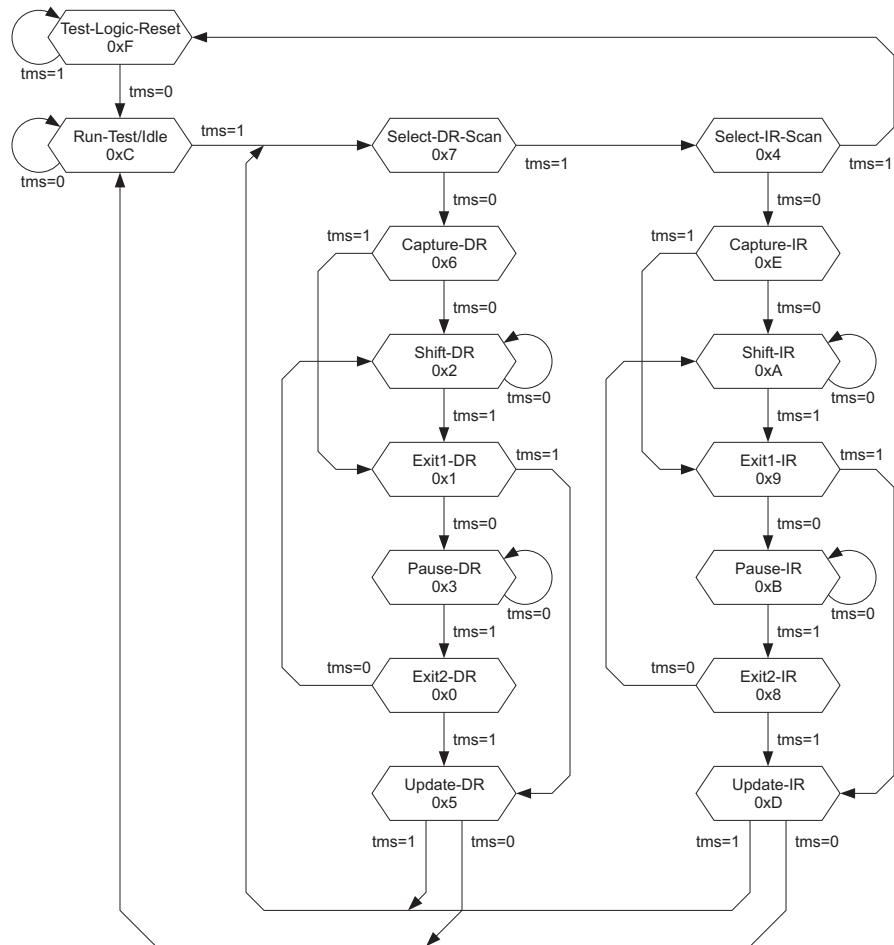 Test-Logic-Reset
0xF
tms=1
tms=0
Run-Test/Idle
0xC
tms=1
tms=0
Select-DR-Scan
0x7
tms=1
Select-IR-Scan
0x4
tms=1
tms=0
tms=0
tms=1
Capture-DR
0x6
tms=1
Capture-IR
0xE
tms=0
tms=0
Shift-DR
0x2
tms=0
Shift-IR
0xA
tms=0
tms=1
tms=1
Exit1-DR
0x1
tms=1
Exit1-IR
0x9
tms=1
tms=0
tms=0
Pause-DR
0x3
tms=0
Pause-IR
0xB
tms=0
tms=1
tms=1
tms=0
Exit2-DR
0x0
tms=0
Exit2-IR
0x8
tms=1
tms=1
Update-DR
0x5
Update-IR
0xD
tms=1
tms=0
tms=1
tms=0